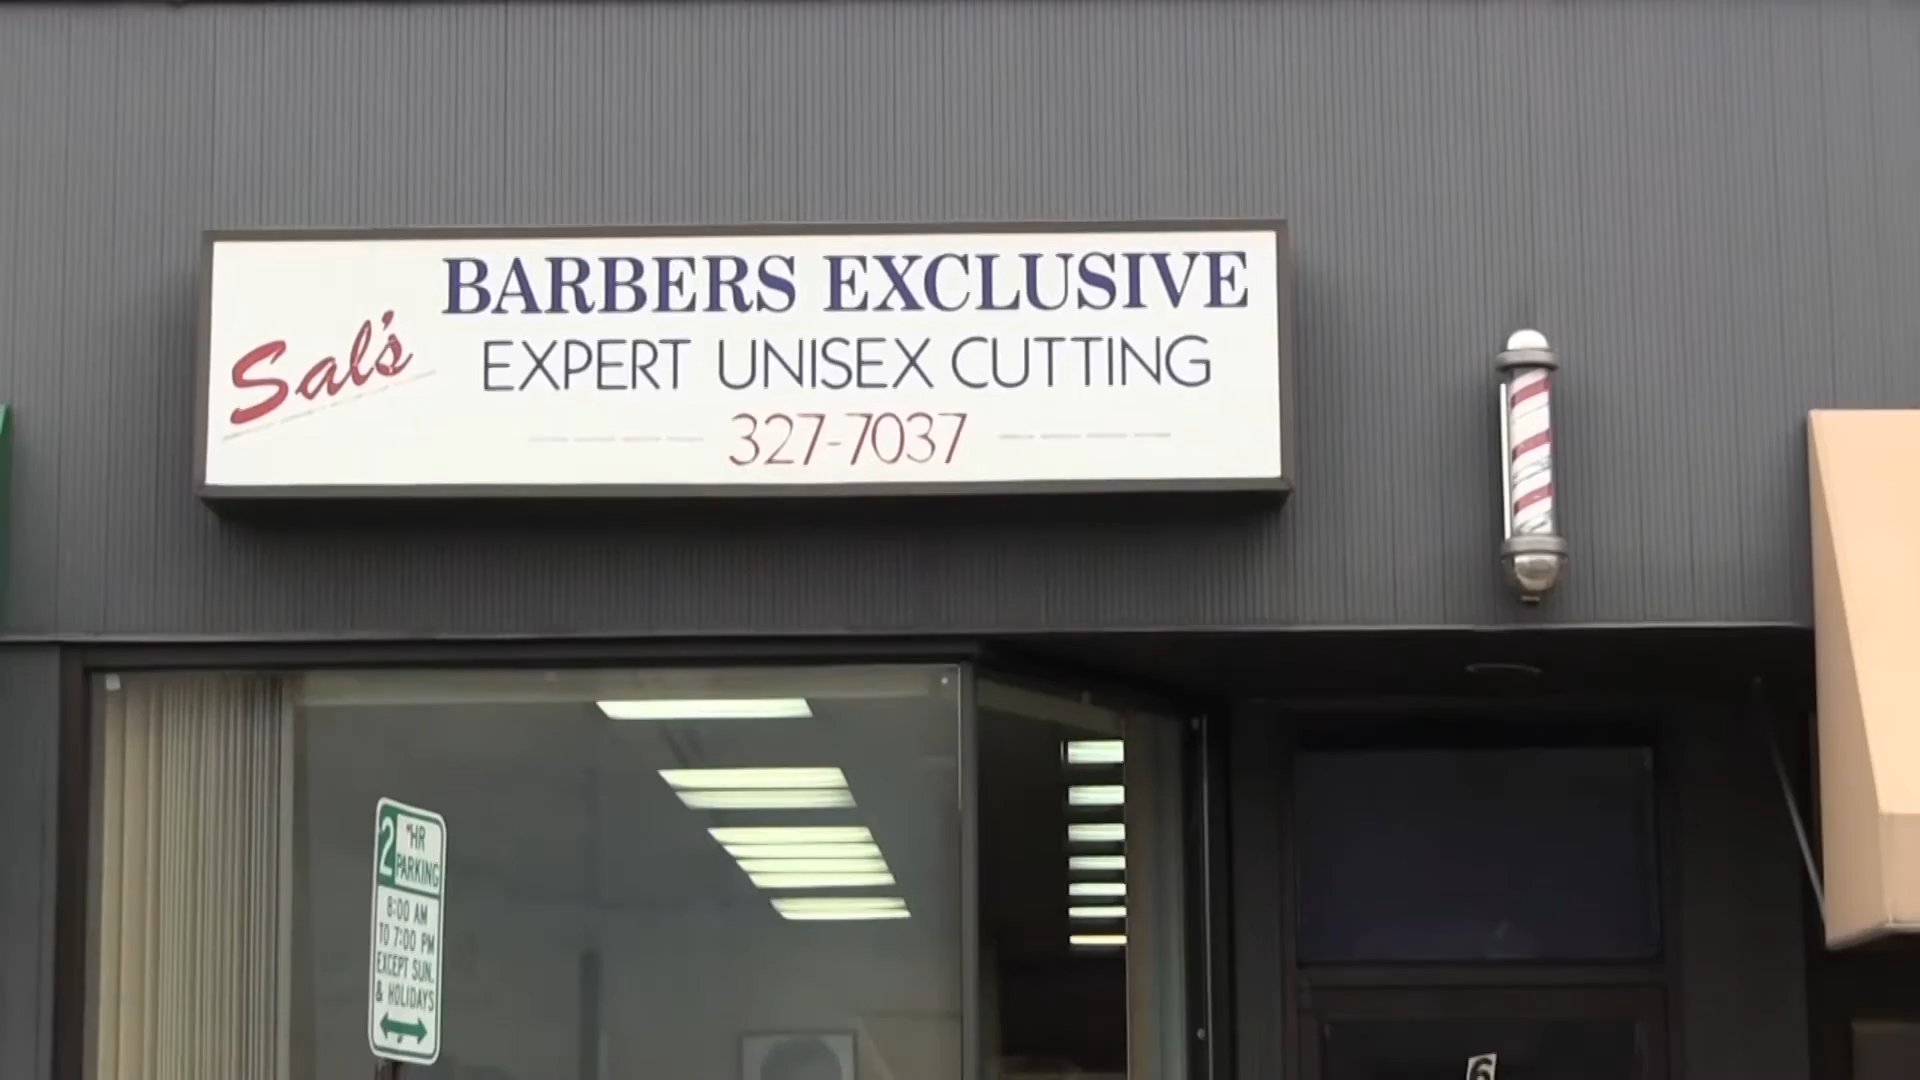 BARBERS EXCLUSIVE
Sal's
EXPERT UNISEX CUTTING
327-7037
2 HR
PARKING
8:00 AM
TO 7:00 PM
EXCEPT SUN.
& HOLIDAYS
6